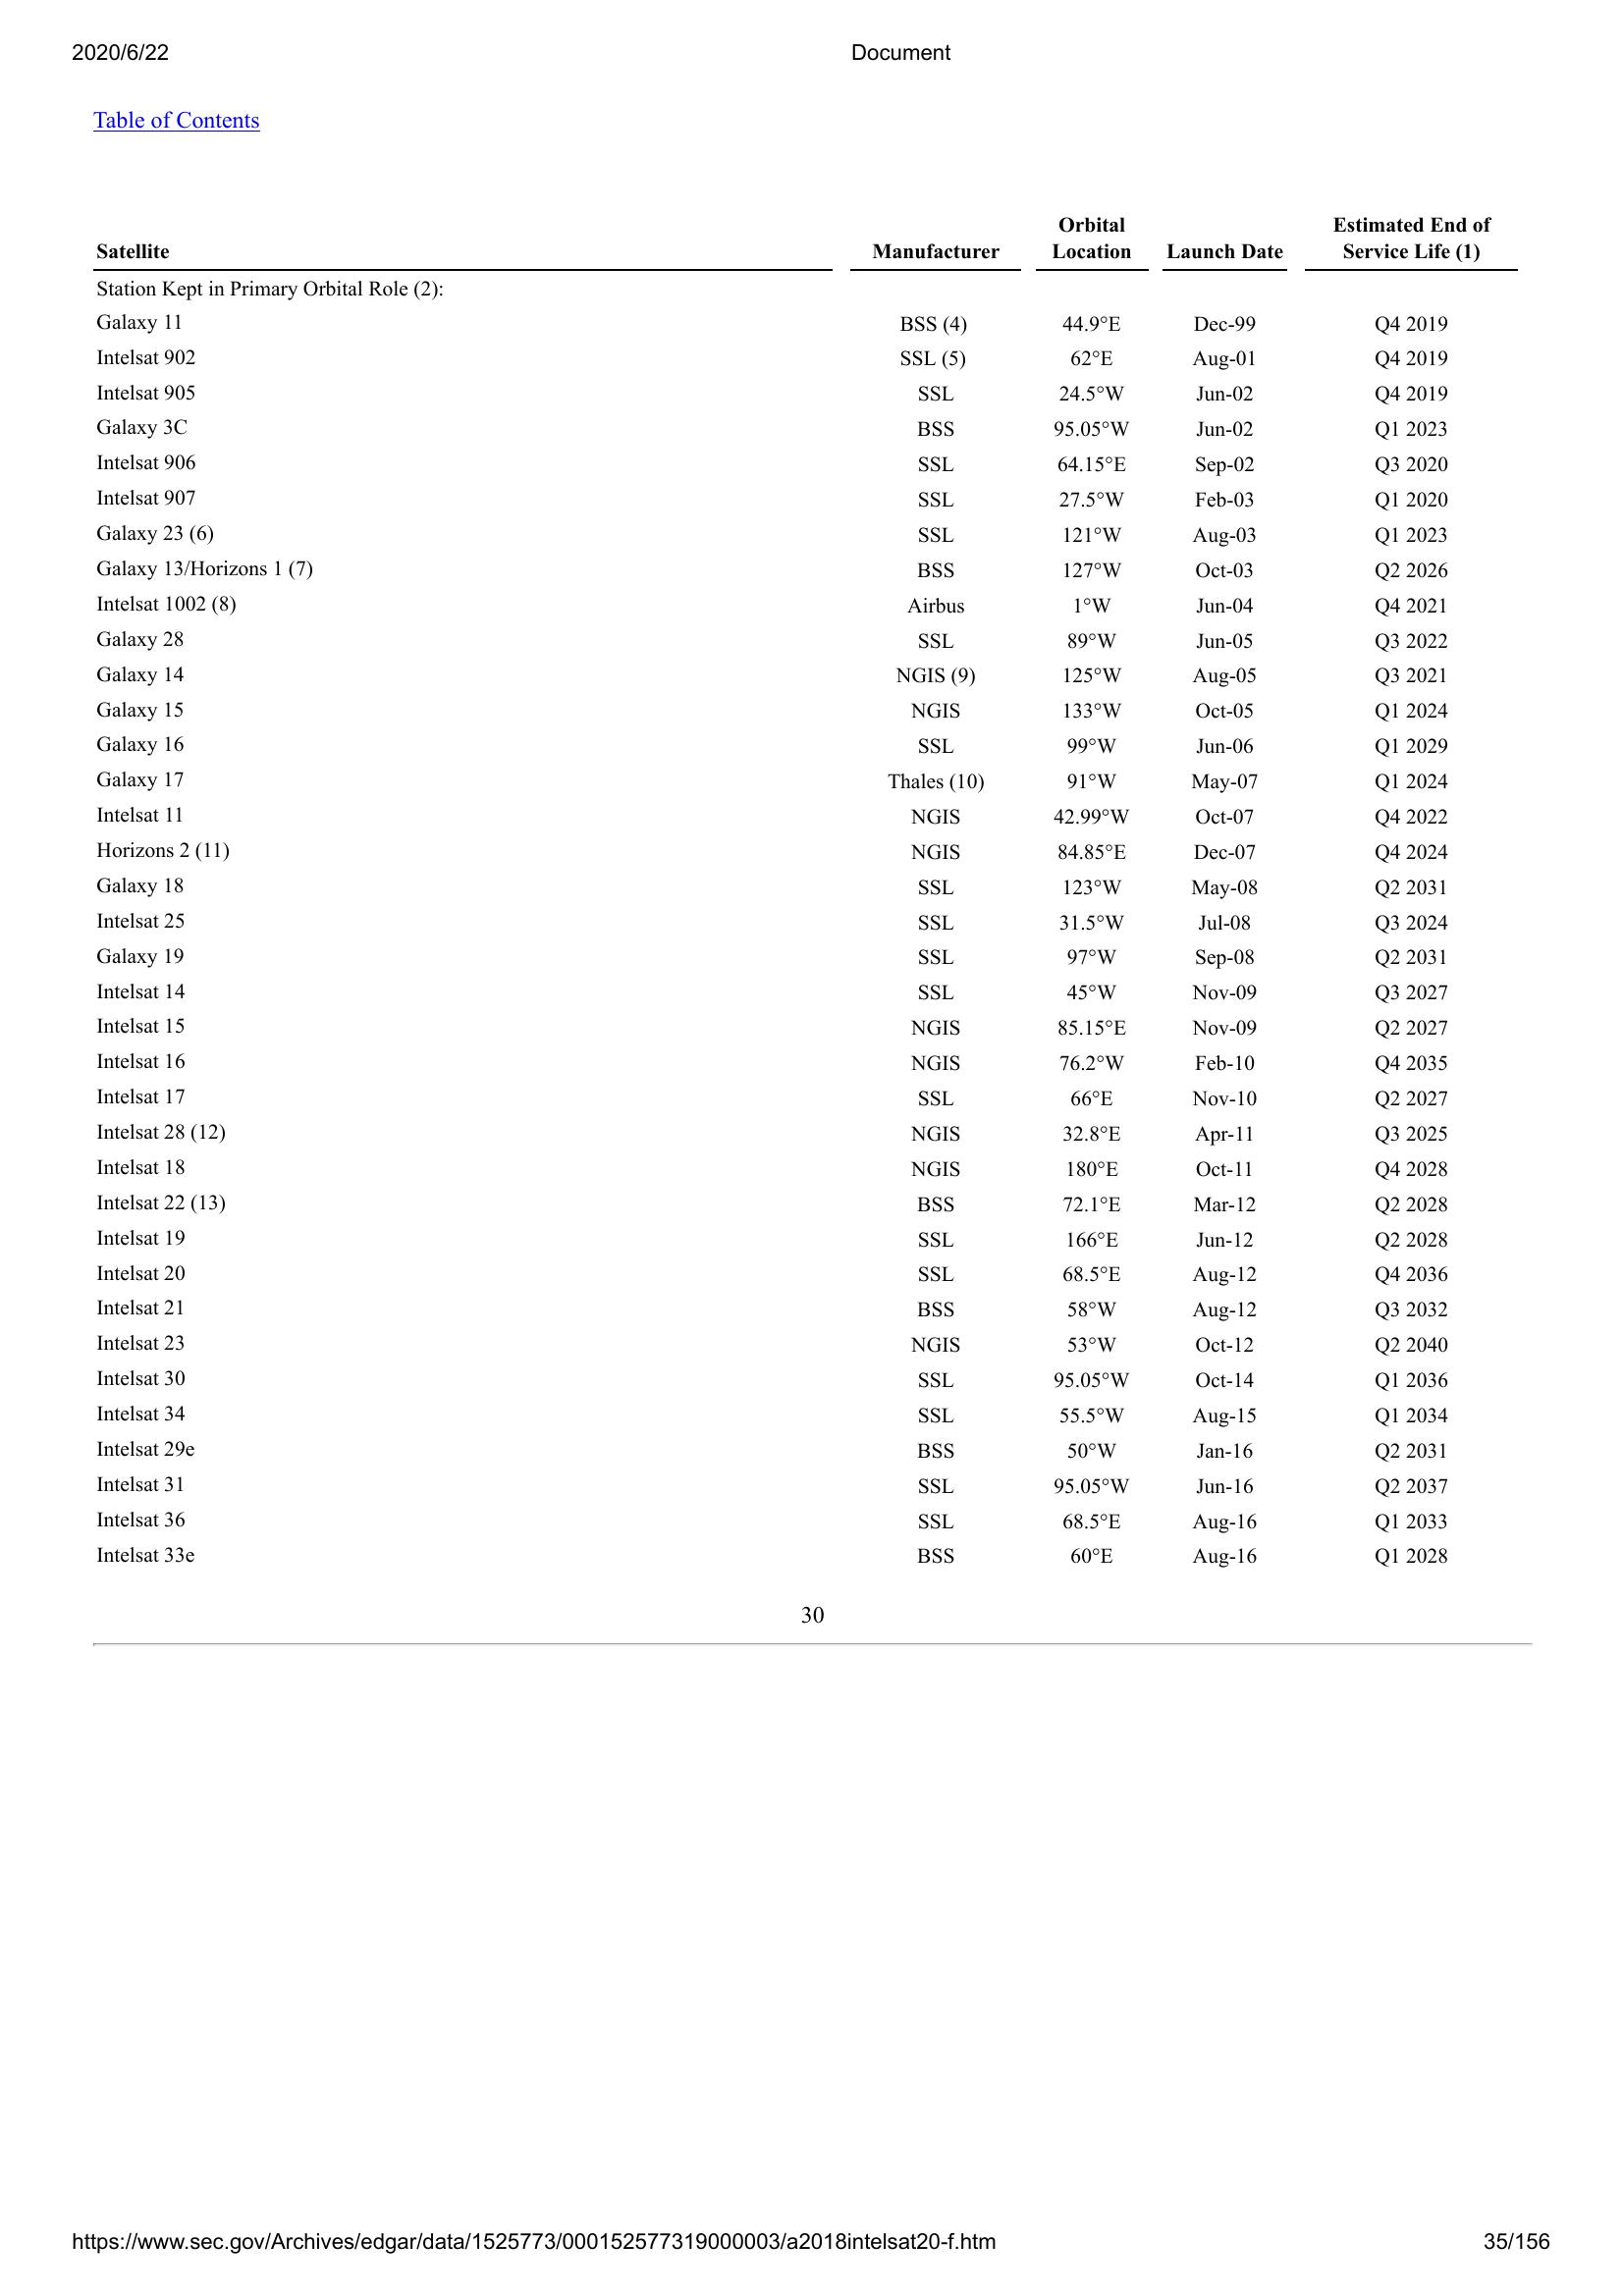 2020/6/22 Document
Table of Contents
Orbital Estimated End of
Satellite Manufacturer Location Launch Date Service Life (1)
Station Kept in Primary Orbital Role (2):
Galaxy 11 BSS (4) 44.9°E Dec-99 Q4 2019
Intelsat 902 SSL (5) 62°E Aug-01 Q4 2019
Intelsat 905 SSL 24.5°W Jun-02 Q4 2019
Galaxy 3C BSS 95.05°W Jun-02 Q1 2023
Intelsat 906 SSL 64.15°E Sep-02 Q3 2020
Intelsat 907 SSL 27.5°W Feb-03 Q1 2020
Galaxy 23 (6) SSL 121°W Aug-03 Q1 2023
Galaxy 13/Horizons 1 (7) BSS 127°W Oct-03 Q2 2026
Intelsat 1002 (8) Airbus 1°W Jun-04 Q4 2021
Galaxy 28 SSL 89°W Jun-05 Q3 2022
Galaxy 14 NGIS (9) 125°W Aug-05 Q3 2021
Galaxy 15 NGIS 133°W Oct-05 Q1 2024
Galaxy 16 SSL 99°W Jun-06 Q1 2029
Galaxy 17 Thales (10) 91°W May-07 Q1 2024
Intelsat 11 NGIS 42.99°W Oct-07 Q4 2022
Horizons 2 (11) NGIS 84.85°E Dec-07 Q4 2024
Galaxy 18 SSL 123°W May-08 Q2 2031
Intelsat 25 SSL 31.5°W Jul-08 Q3 2024
Galaxy 19 SSL 97°W Sep-08 Q2 2031
Intelsat 14 SSL 45°W Nov-09 Q3 2027
Intelsat 15 NGIS 85.15°E Nov-09 Q2 2027
Intelsat 16 NGIS 76.2°W Feb-10 Q4 2035
Intelsat 17 SSL 66°E Nov-10 Q2 2027
Intelsat 28 (12) NGIS 32.8°E Apr-11 Q3 2025
Intelsat 18 NGIS 180°E Oct-11 Q4 2028
Intelsat 22 (13) BSS 72.1°E Mar-12 Q2 2028
Intelsat 19 SSL 166°E Jun-12 Q2 2028
Intelsat 20 SSL 68.5°E Aug-12 Q4 2036
Intelsat 21 BSS 58°W Aug-12 Q3 2032
Intelsat 23 NGIS 53°W Oct-12 Q2 2040
Intelsat 30 SSL 95.05°W Oct-14 Q1 2036
Intelsat 34 SSL 55.5°W Aug-15 Q1 2034
Intelsat 29e BSS 50°W Jan-16 Q2 2031
Intelsat 31 SSL 95.05°W Jun-16 Q2 2037
Intelsat 36 SSL 68.5°E Aug-16 Q1 2033
Intelsat 33e BSS 60°E Aug-16 Q1 2028
30
https://www.sec.gov/Archives/edgar/data/1525773/000152577319000003/a2018intelsat20-f.htm 35/156